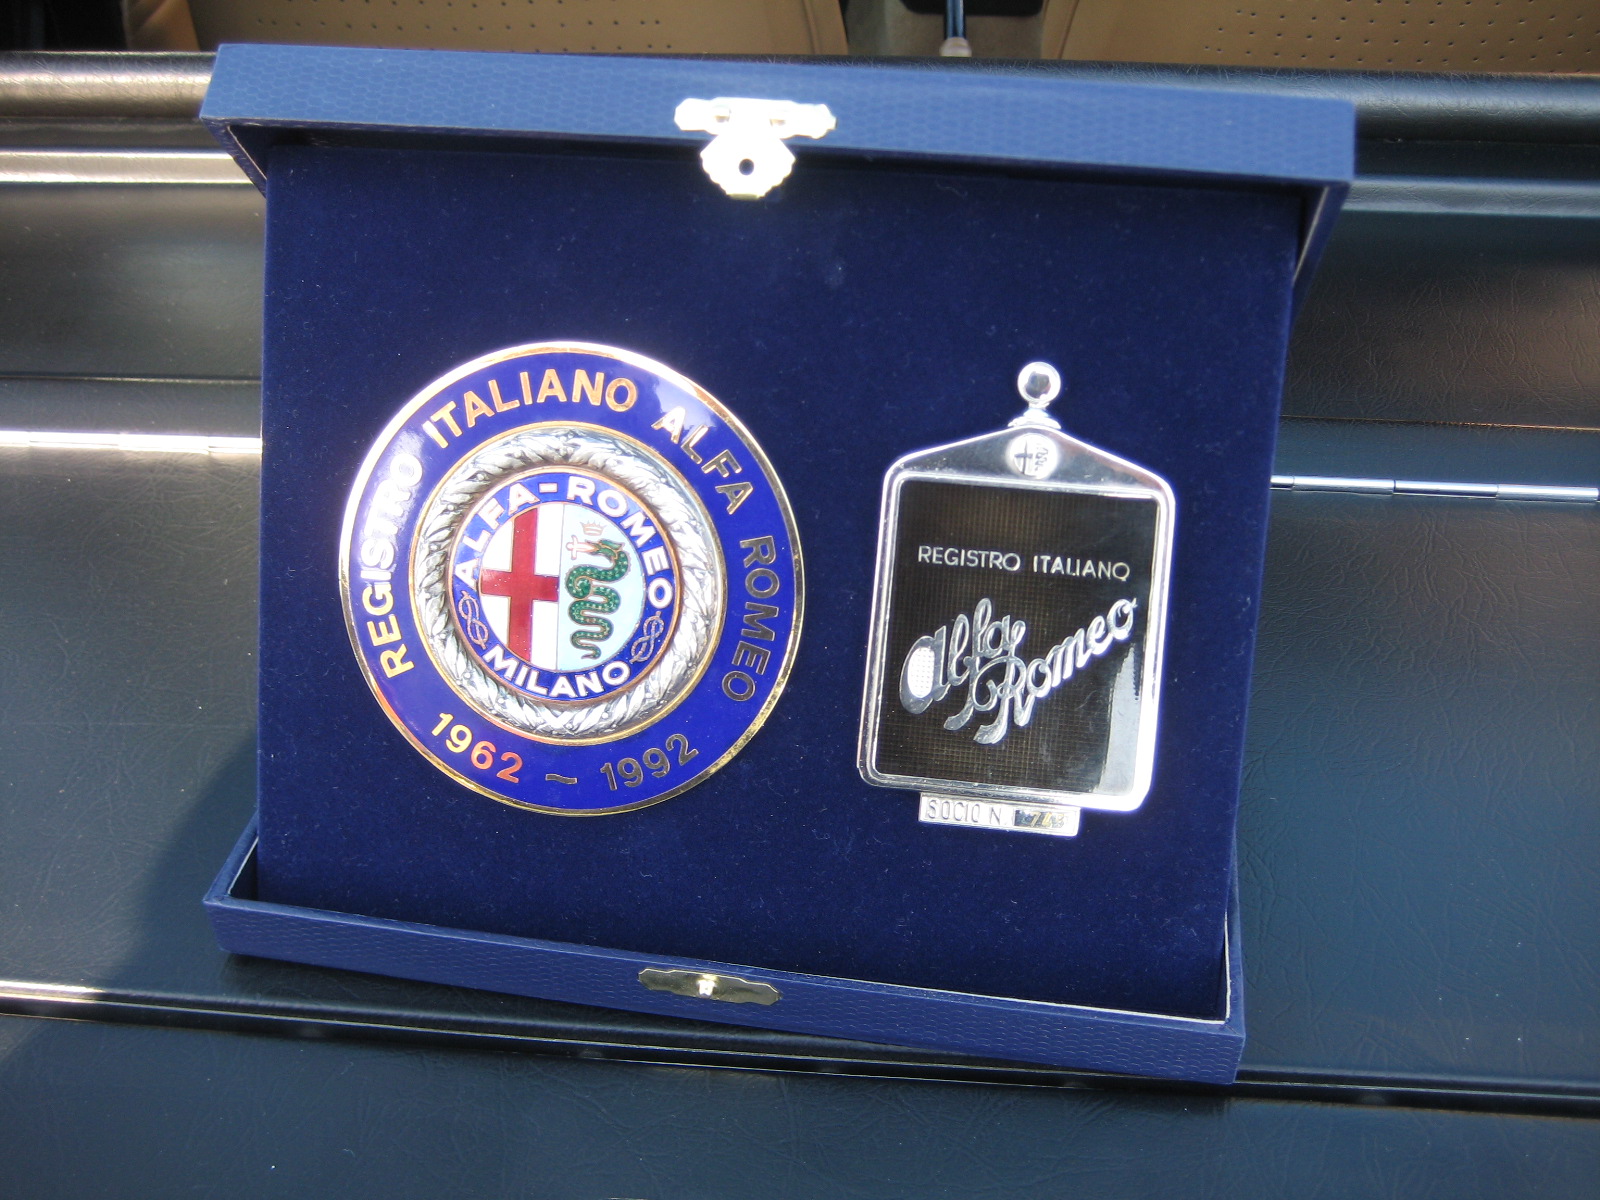 REGISTRO ITALIANO ALFA ROMEO
1962 ~ 1992
ALFA-ROMEO
MILANO
REGISTRO ITALIANO
Alfa
Romeo
SOCIO N.